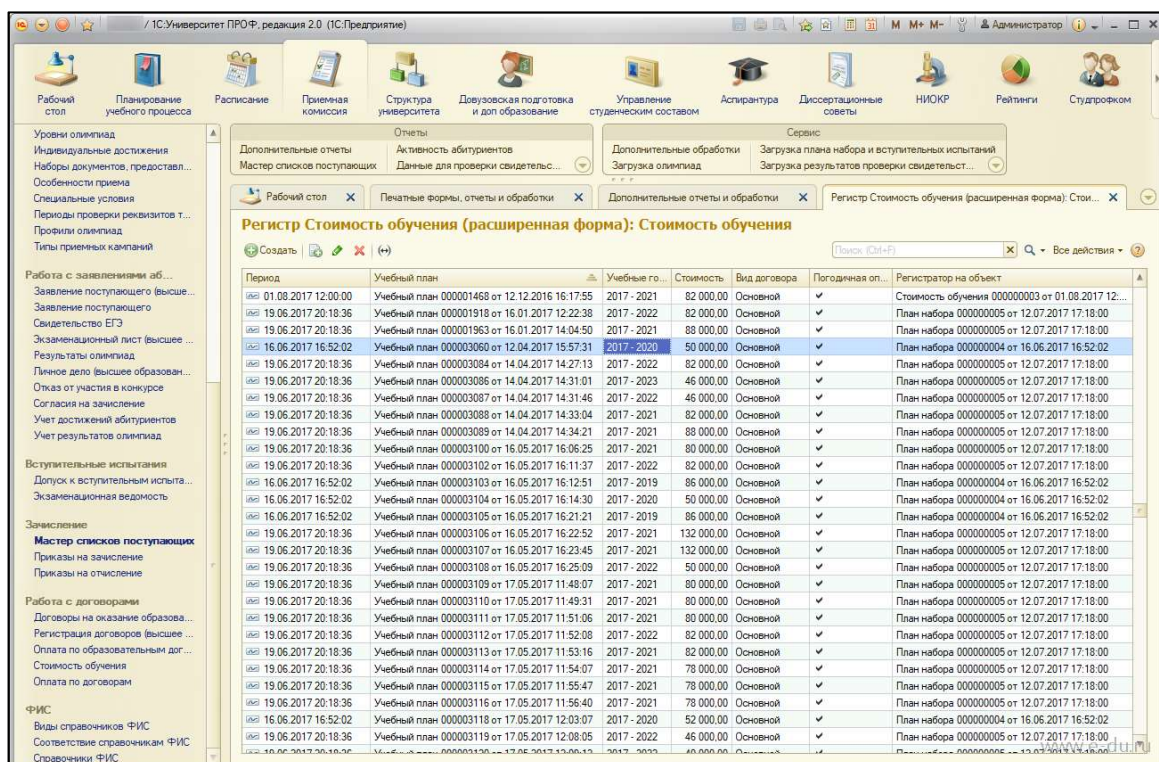 / 1С:Университет ПРОФ, редакция 2.0 (1С:Предприятие)
M M+ M- Администратор
Рабочий стол
Планирование учебного процесса
Расписание
Приемная комиссия
Структура университета
Довузовская подготовка и доп образование
Управление студенческим составом
Аспирантура
Диссертационные советы
НИОКР
Рейтинги
Студпрофком
Уровни олимпиад
Индивидуальные достижения
Наборы документов, предоставл...
Особенности приема
Специальные условия
Периоды проверки реквизитов т...
Профили олимпиад
Типы приемных кампаний
Работа с заявлениями аб...
Заявление поступающего (высше...
Заявление поступающего
Свидетельство ЕГЭ
Экзаменационный лист (высшее ...
Результаты олимпиад
Личное дело (высшее образован...
Отказ от участия в конкурсе
Согласия на зачисление
Учет достижений абитуриентов
Учет результатов олимпиад
Вступительные испытания
Допуск к вступительным испыта...
Экзаменационная ведомость
Зачисление
Мастер списков поступающих
Приказы на зачисление
Приказы на отчисление
Работа с договорами
Договоры на оказание образова...
Регистрация договоров (высшее ...
Оплата по образовательным дог...
Стоимость обучения
Оплата по договорам
ФИС
Виды справочников ФИС
Соответствие справочникам ФИС
Справочники ФИС
Отчеты
Дополнительные отчеты Активность абитуриентов
Мастер списков поступающих Данные для проверки свидетельс...
Сервис
Дополнительные обработки Загрузка плана набора и вступительных испытаний
Загрузка олимпиад Загрузка результатов проверки свидетельст...
Рабочий стол
Печатные формы, отчеты и обработки
Дополнительные отчеты и обработки
Регистр Стоимость обучения (расширенная форма): Стои...
Регистр Стоимость обучения (расширенная форма): Стоимость обучения
Создать Поиск (Ctrl+F) Все действия
Период Учебный план Учебные го... Стоимость Вид договора Погодичная оп... Регистратор на объект
01.08.2017 12:00:00 Учебный план 000001468 от 12.12.2016 16:17:55 2017 - 2021 82 000,00 Основной ✔ Стоимость обучения 000000003 от 01.08.2017 12:...
19.06.2017 20:18:36 Учебный план 000001918 от 16.01.2017 12:22:38 2017 - 2022 82 000,00 Основной ✔ План набора 000000005 от 12.07.2017 17:18:00
19.06.2017 20:18:36 Учебный план 000001963 от 16.01.2017 14:04:50 2017 - 2021 88 000,00 Основной ✔ План набора 000000005 от 12.07.2017 17:18:00
16.06.2017 16:52:02 Учебный план 000003060 от 12.04.2017 15:57:31 2017 - 2020 50 000,00 Основной ✔ План набора 000000004 от 16.06.2017 16:52:02
19.06.2017 20:18:36 Учебный план 000003084 от 14.04.2017 14:27:13 2017 - 2022 82 000,00 Основной ✔ План набора 000000005 от 12.07.2017 17:18:00
19.06.2017 20:18:36 Учебный план 000003086 от 14.04.2017 14:31:01 2017 - 2023 46 000,00 Основной ✔ План набора 000000005 от 12.07.2017 17:18:00
19.06.2017 20:18:36 Учебный план 000003087 от 14.04.2017 14:31:46 2017 - 2022 46 000,00 Основной ✔ План набора 000000005 от 12.07.2017 17:18:00
19.06.2017 20:18:36 Учебный план 000003088 от 14.04.2017 14:33:04 2017 - 2021 82 000,00 Основной ✔ План набора 000000005 от 12.07.2017 17:18:00
19.06.2017 20:18:36 Учебный план 000003089 от 14.04.2017 14:34:21 2017 - 2021 88 000,00 Основной ✔ План набора 000000005 от 12.07.2017 17:18:00
19.06.2017 20:18:36 Учебный план 000003100 от 16.05.2017 16:06:25 2017 - 2021 80 000,00 Основной ✔ План набора 000000005 от 12.07.2017 17:18:00
19.06.2017 20:18:36 Учебный план 000003102 от 16.05.2017 16:11:37 2017 - 2022 82 000,00 Основной ✔ План набора 000000005 от 12.07.2017 17:18:00
16.06.2017 16:52:02 Учебный план 000003103 от 16.05.2017 16:12:51 2017 - 2019 86 000,00 Основной ✔ План набора 000000004 от 16.06.2017 16:52:02
16.06.2017 16:52:02 Учебный план 000003104 от 16.05.2017 16:14:30 2017 - 2020 50 000,00 Основной ✔ План набора 000000004 от 16.06.2017 16:52:02
16.06.2017 16:52:02 Учебный план 000003105 от 16.05.2017 16:21:21 2017 - 2019 86 000,00 Основной ✔ План набора 000000004 от 16.06.2017 16:52:02
19.06.2017 20:18:36 Учебный план 000003106 от 16.05.2017 16:22:52 2017 - 2021 132 000,00 Основной ✔ План набора 000000005 от 12.07.2017 17:18:00
19.06.2017 20:18:36 Учебный план 000003107 от 16.05.2017 16:23:45 2017 - 2021 132 000,00 Основной ✔ План набора 000000005 от 12.07.2017 17:18:00
19.06.2017 20:18:36 Учебный план 000003108 от 16.05.2017 16:25:09 2017 - 2022 50 000,00 Основной ✔ План набора 000000005 от 12.07.2017 17:18:00
19.06.2017 20:18:36 Учебный план 000003109 от 17.05.2017 11:48:07 2017 - 2021 80 000,00 Основной ✔ План набора 000000005 от 12.07.2017 17:18:00
19.06.2017 20:18:36 Учебный план 000003110 от 17.05.2017 11:49:31 2017 - 2021 80 000,00 Основной ✔ План набора 000000005 от 12.07.2017 17:18:00
19.06.2017 20:18:36 Учебный план 000003111 от 17.05.2017 11:51:06 2017 - 2021 80 000,00 Основной ✔ План набора 000000005 от 12.07.2017 17:18:00
19.06.2017 20:18:36 Учебный план 000003112 от 17.05.2017 11:52:08 2017 - 2022 82 000,00 Основной ✔ План набора 000000005 от 12.07.2017 17:18:00
19.06.2017 20:18:36 Учебный план 000003113 от 17.05.2017 11:53:16 2017 - 2021 82 000,00 Основной ✔ План набора 000000005 от 12.07.2017 17:18:00
19.06.2017 20:18:36 Учебный план 000003114 от 17.05.2017 11:54:07 2017 - 2021 78 000,00 Основной ✔ План набора 000000005 от 12.07.2017 17:18:00
19.06.2017 20:18:36 Учебный план 000003115 от 17.05.2017 11:55:47 2017 - 2021 78 000,00 Основной ✔ План набора 000000005 от 12.07.2017 17:18:00
19.06.2017 20:18:36 Учебный план 000003116 от 17.05.2017 11:56:40 2017 - 2021 78 000,00 Основной ✔ План набора 000000005 от 12.07.2017 17:18:00
16.06.2017 16:52:02 Учебный план 000003118 от 17.05.2017 12:03:07 2017 - 2020 52 000,00 Основной ✔ План набора 000000004 от 16.06.2017 16:52:02
19.06.2017 20:18:36 Учебный план 000003119 от 17.05.2017 12:08:05 2017 - 2022 46 000,00 Основной ✔ План набора 000000005 от 12.07.2017 17:18:00
www.e-du.ru